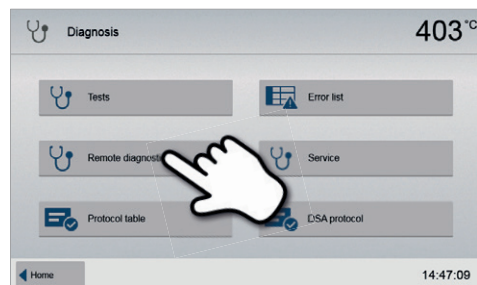 Diagnosis
403°C
Tests
Error list
Remote diagnost
Service
Protocol table
DSA protocol
Home
14:47:09